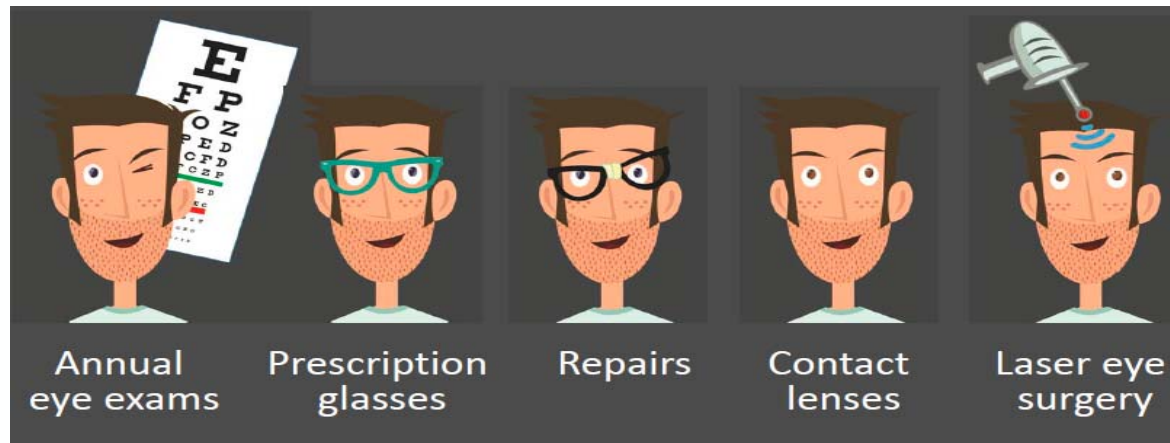 E
F P
O Z
P E D
C F D
C Z P
Annual
eye exams
Prescription
glasses
Repairs
Contact
lenses
Laser eye
surgery